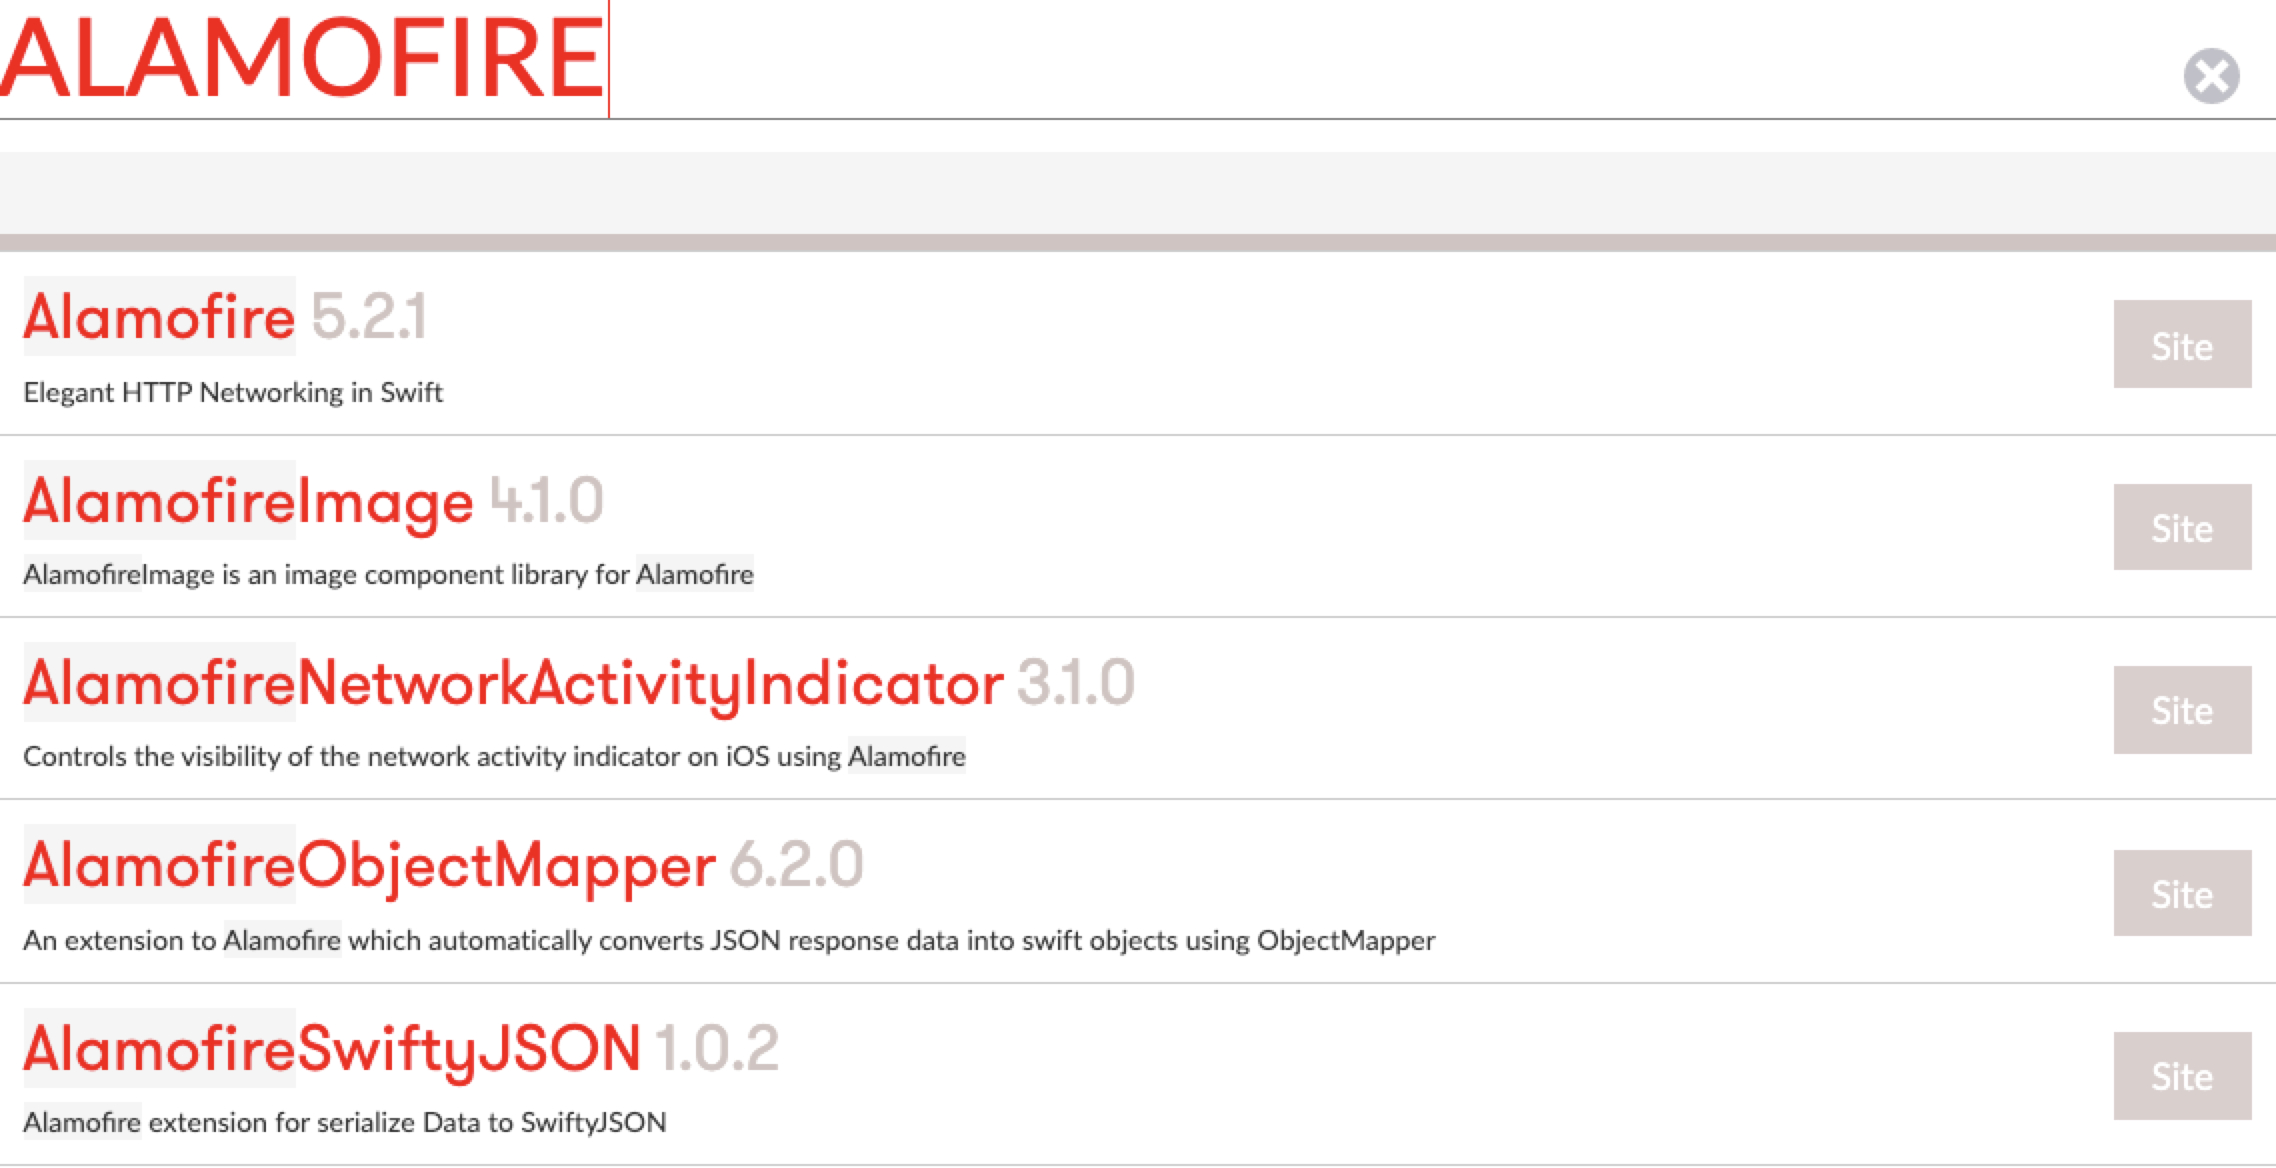 ALAMOFIRE
Alamofire 5.2.1
Site
Elegant HTTP Networking in Swift
AlamofireImage 4.1.0
Site
AlamofireImage is an image component library for Alamofire
AlamofireNetworkActivityIndicator 3.1.0
Site
Controls the visibility of the network activity indicator on iOS using Alamofire
AlamofireObjectMapper 6.2.0
Site
An extension to Alamofire which automatically converts JSON response data into swift objects using ObjectMapper
AlamofireSwiftyJSON 1.0.2
Site
Alamofire extension for serialize Data to SwiftyJSON